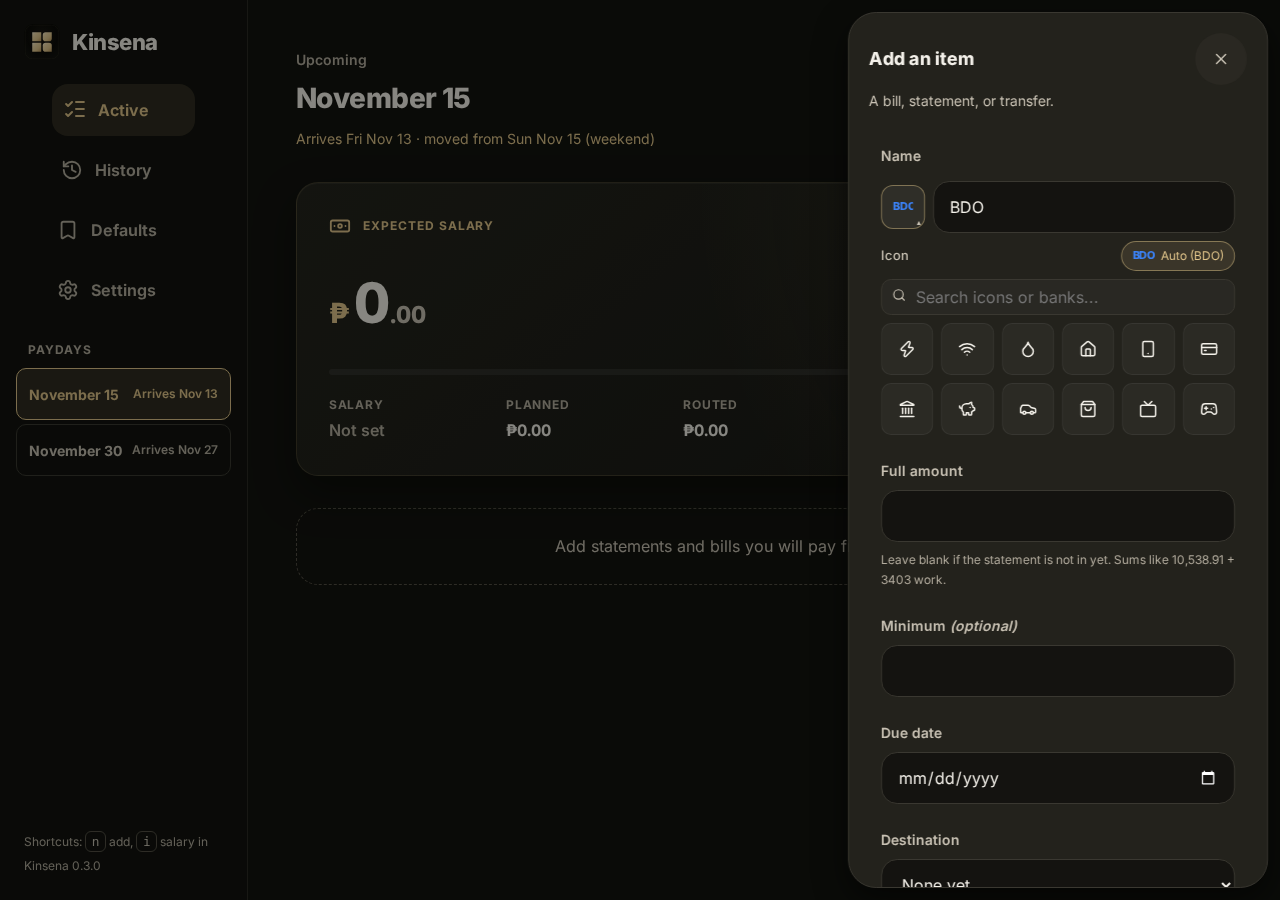 Kinsena
Active
History
Defaults
Settings
PAYDAYS
November 15 Arrives Nov 13
November 30 Arrives Nov 27
Shortcuts: n add, i salary in
Kinsena 0.3.0
Upcoming
November 15
Arrives Fri Nov 13 · moved from Sun Nov 15 (weekend)
EXPECTED SALARY
₱0.00
SALARY PLANNED ROUTED
Not set ₱0.00 ₱0.00
Add statements and bills you will pay
Add an item
A bill, statement, or transfer.
Name
BDO BDO
Icon BDO Auto (BDO)
Search icons or banks...
Full amount
Leave blank if the statement is not in yet. Sums like 10,538.91 +
3403 work.
Minimum (optional)
Due date
mm/dd/yyyy
Destination
None yet